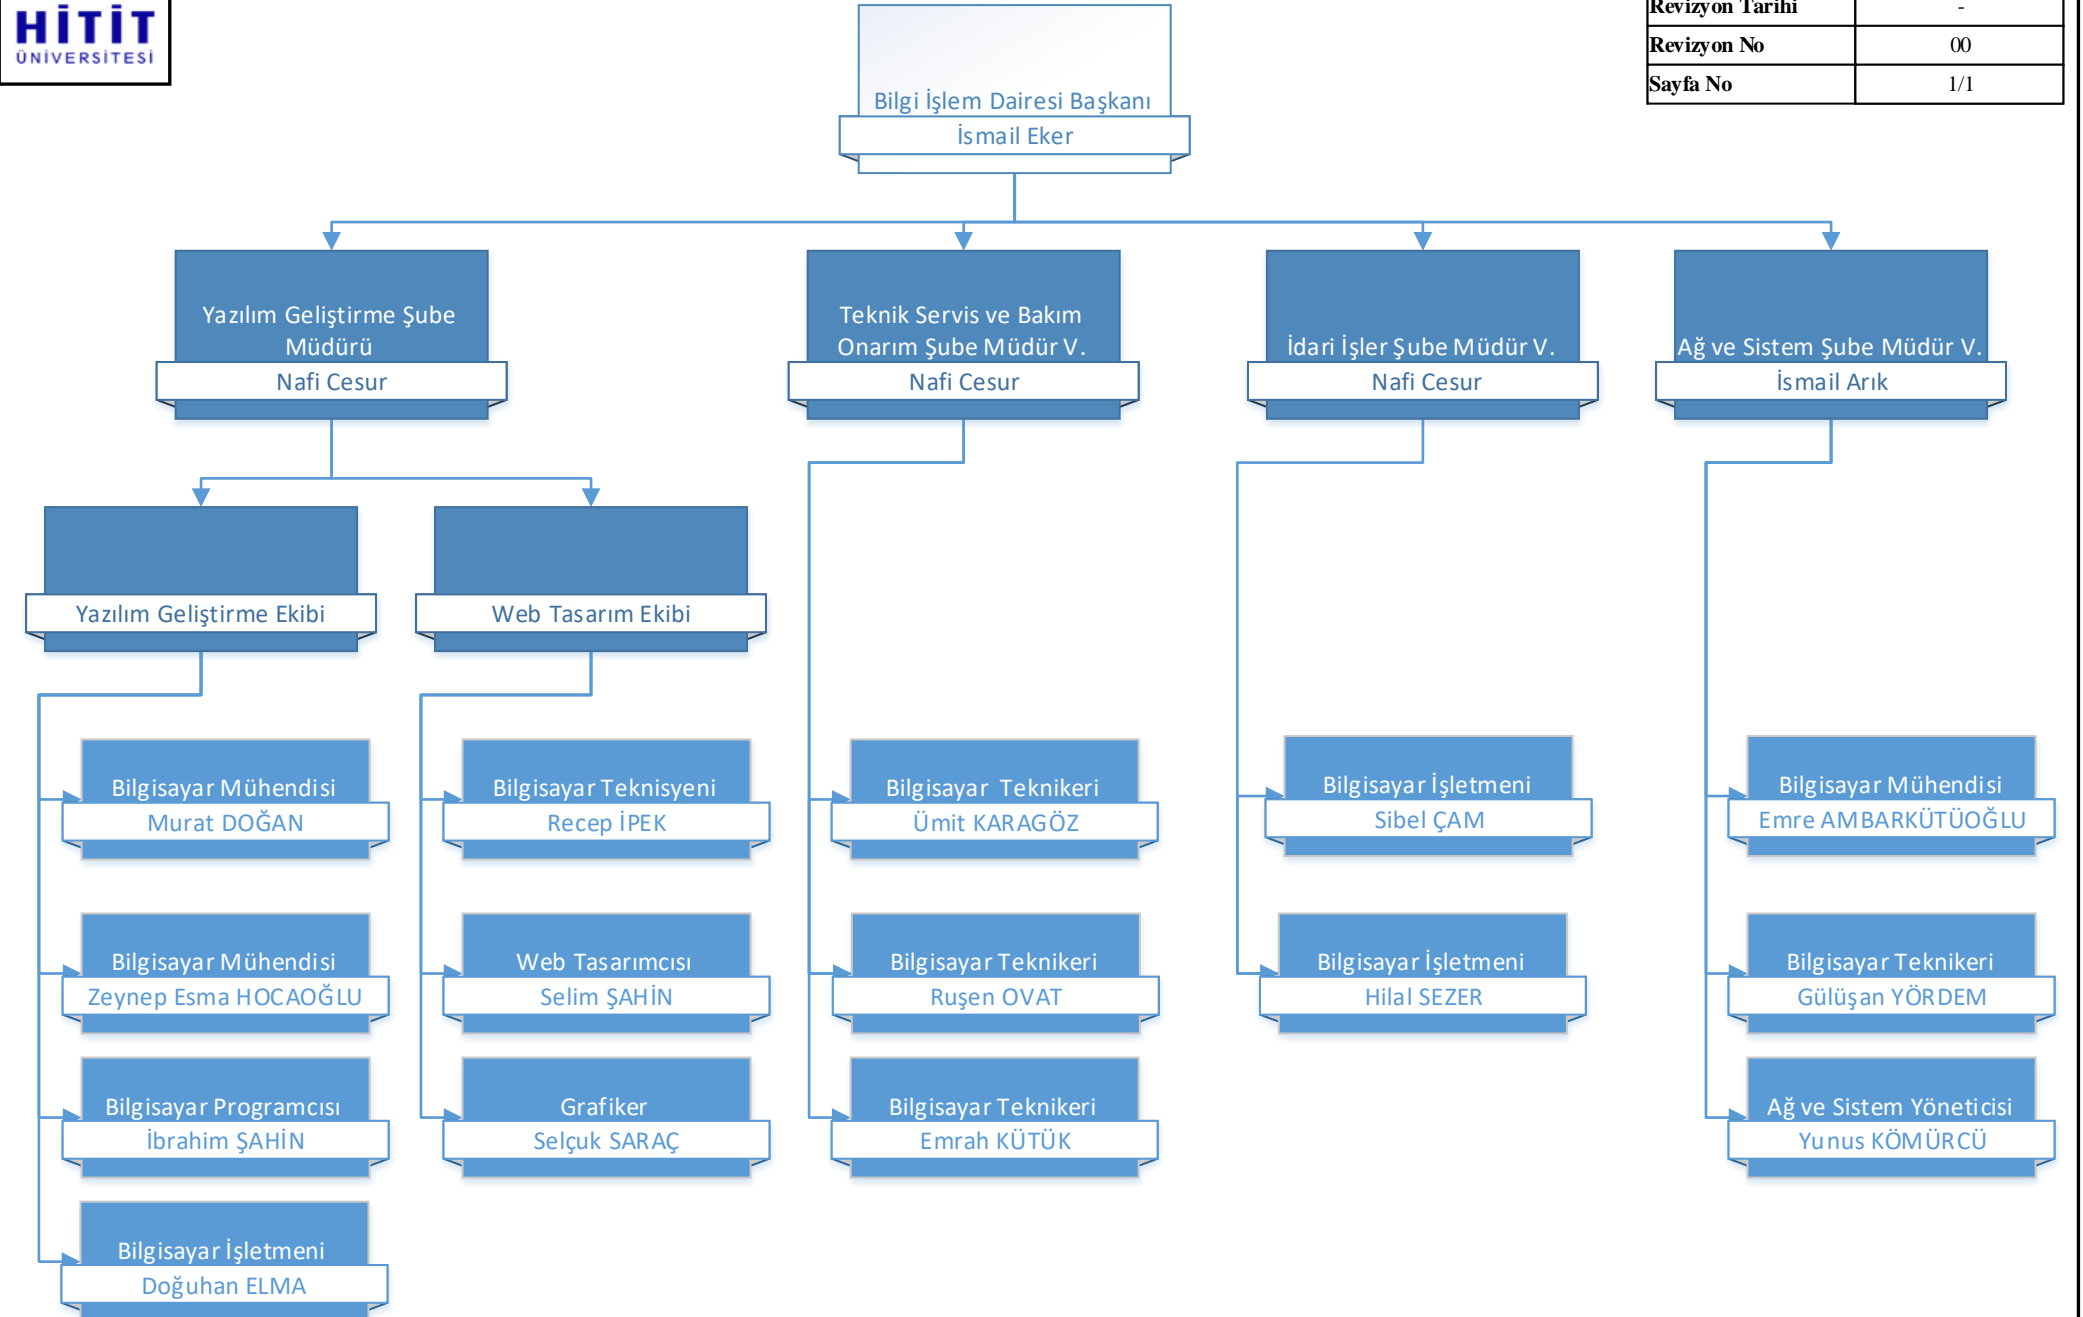 HİTİT
ÜNİVERSİTESİ
Revizyon Tarihi -
Revizyon No 00
Sayfa No 1/1
Bilgi İşlem Dairesi Başkanı
İsmail Eker
Yazılım Geliştirme Şube
Müdürü
Nafi Cesur
Teknik Servis ve Bakım
Onarım Şube Müdür V.
Nafi Cesur
İdari İşler Şube Müdür V.
Nafi Cesur
Ağ ve Sistem Şube Müdür V.
İsmail Arık
Yazılım Geliştirme Ekibi
Web Tasarım Ekibi
Bilgisayar Mühendisi
Murat DOĞAN
Bilgisayar Teknisyeni
Recep İPEK
Bilgisayar Teknikeri
Ümit KARAGÖZ
Bilgisayar İşletmeni
Sibel ÇAM
Bilgisayar Mühendisi
Emre AMBARKÜTÜOĞLU
Bilgisayar Mühendisi
Zeynep Esma HOCAOĞLU
Web Tasarımcısı
Selim ŞAHİN
Bilgisayar Teknikeri
Ruşen OVAT
Bilgisayar İşletmeni
Hilal SEZER
Bilgisayar Teknikeri
Gülüşan YÖRDEM
Bilgisayar Programcısı
İbrahim ŞAHİN
Grafiker
Selçuk SARAÇ
Bilgisayar Teknikeri
Emrah KÜTÜK
Ağ ve Sistem Yöneticisi
Yunus KÖMÜRCÜ
Bilgisayar İşletmeni
Doğuhan ELMA